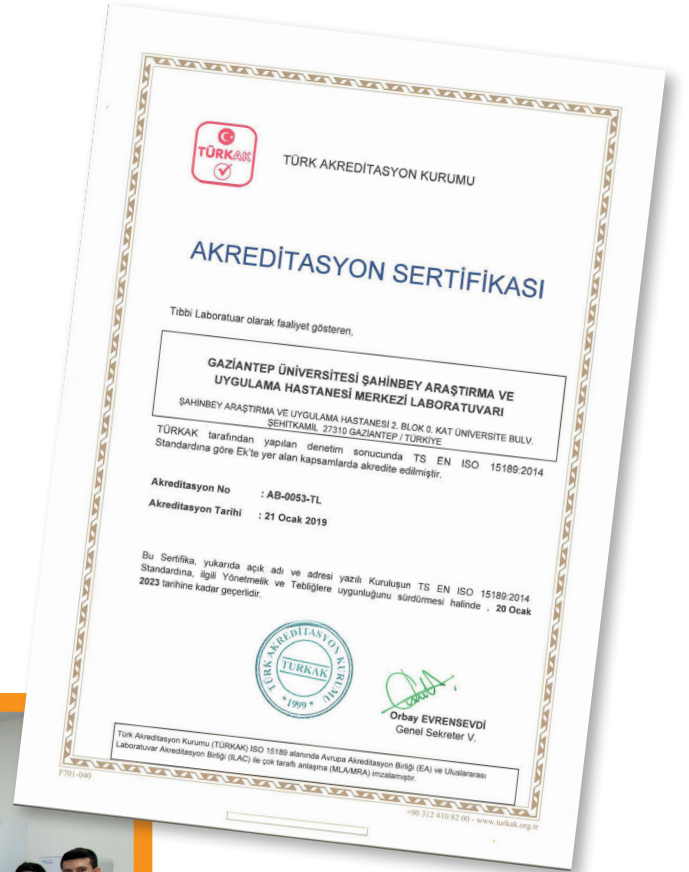 TÜRKAK
TÜRK AKREDİTASYON KURUMU
AKREDİTASYON SERTİFİKASI
Tıbbi Laboratuar olarak faaliyet gösteren,
GAZİANTEP ÜNİVERSİTESİ ŞAHİNBEY ARAŞTIRMA VE
UYGULAMA HASTANESİ MERKEZİ LABORATUVARI
ŞAHİNBEY ARAŞTIRMA VE UYGULAMA HASTANESİ 2. BLOK 0. KAT ÜNİVERSİTE BULV.
ŞEHİTKAMİL 27310 GAZİANTEP / TÜRKİYE
TÜRKAK tarafından yapılan denetim sonucunda TS EN ISO 15189:2014
Standardına göre Ek'te yer alan kapsamlarda akredite edilmiştir.
Akreditasyon No : AB-0053-TL
Akreditasyon Tarihi : 21 Ocak 2019
Bu Sertifika, yukarıda açık adı ve adresi yazılı Kuruluşun TS EN ISO 15189:2014
Standardına, ilgili Yönetmelik ve Tebliğlere uygunluğunu sürdürmesi halinde , 20 Ocak
2023 tarihine kadar geçerlidir.
TÜRK AKREDİTASYON KURUMU
TURKAK
* 1999 *
Orbay EVRENSEVDİ
Genel Sekreter V.
Türk Akreditasyon Kurumu (TÜRKAK) ISO 15189 alanında Avrupa Akreditasyon Birliği (EA) ve Uluslararası
Laboratuvar Akreditasyon Birliği (ILAC) ile çok taraflı anlaşma (MLA/MRA) imzalamıştır.
F701-040
+90 312 410 82 00 - www.turkak.org.tr